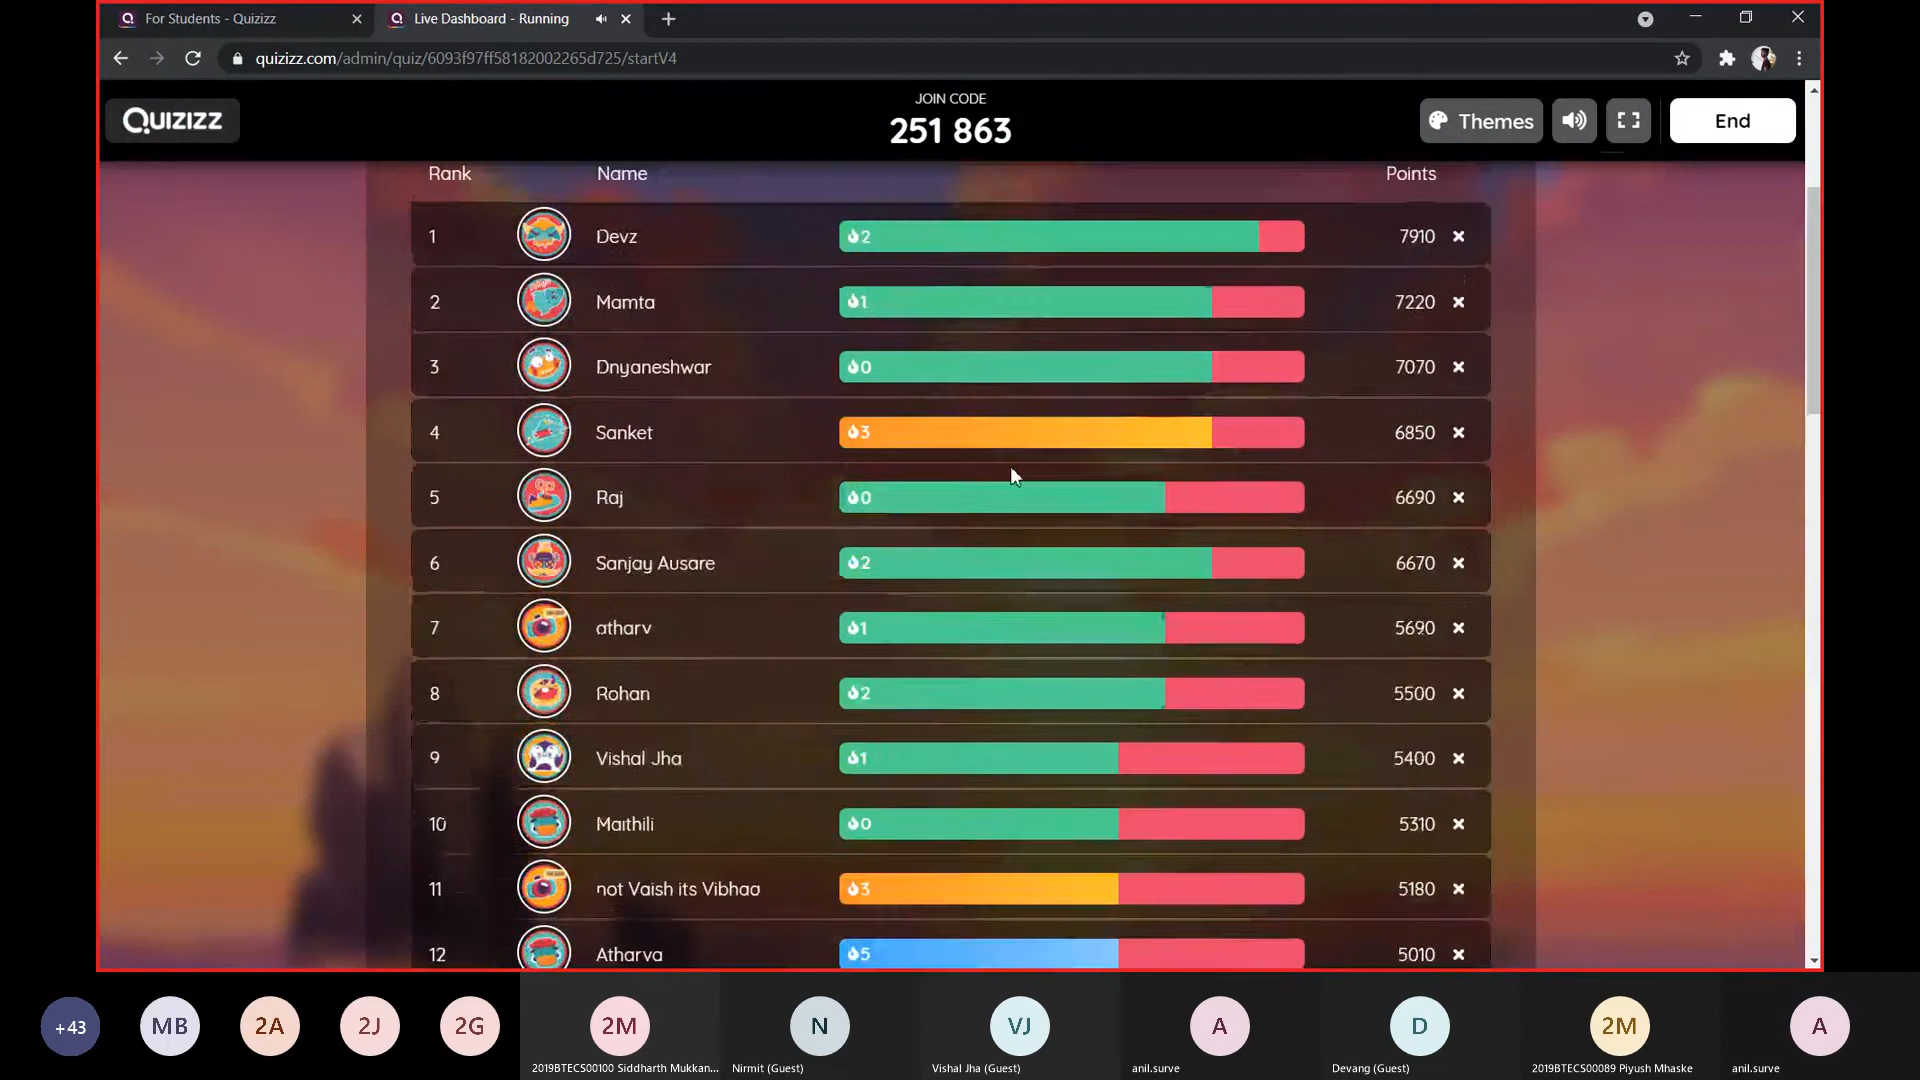 For Students - Quizizz
Live Dashboard - Running
quizizz.com/admin/quiz/6093f97ff58182002265d725/startV4
Quizizz
JOIN CODE
251 863
Themes
End
Rank Name Points
1 Devz 2 7910
2 Mamta 1 7220
3 Dnyaneshwar 0 7070
4 Sanket 3 6850
5 Raj 0 6690
6 Sanjay Ausare 2 6670
7 atharv 1 5690
8 Rohan 2 5500
9 Vishal Jha 1 5400
10 Maithili 0 5310
11 not Vaish its Vibhaa 3 5180
12 Atharva 5 5010
+43 MB 2A 2J 2G 2M N VJ A D 2M A
2019BTECS00100 Siddharth Mukkan... Nirmit (Guest) Vishal Jha (Guest) anil.surve Devang (Guest) 2019BTECS00089 Piyush Mhaske anil.surve